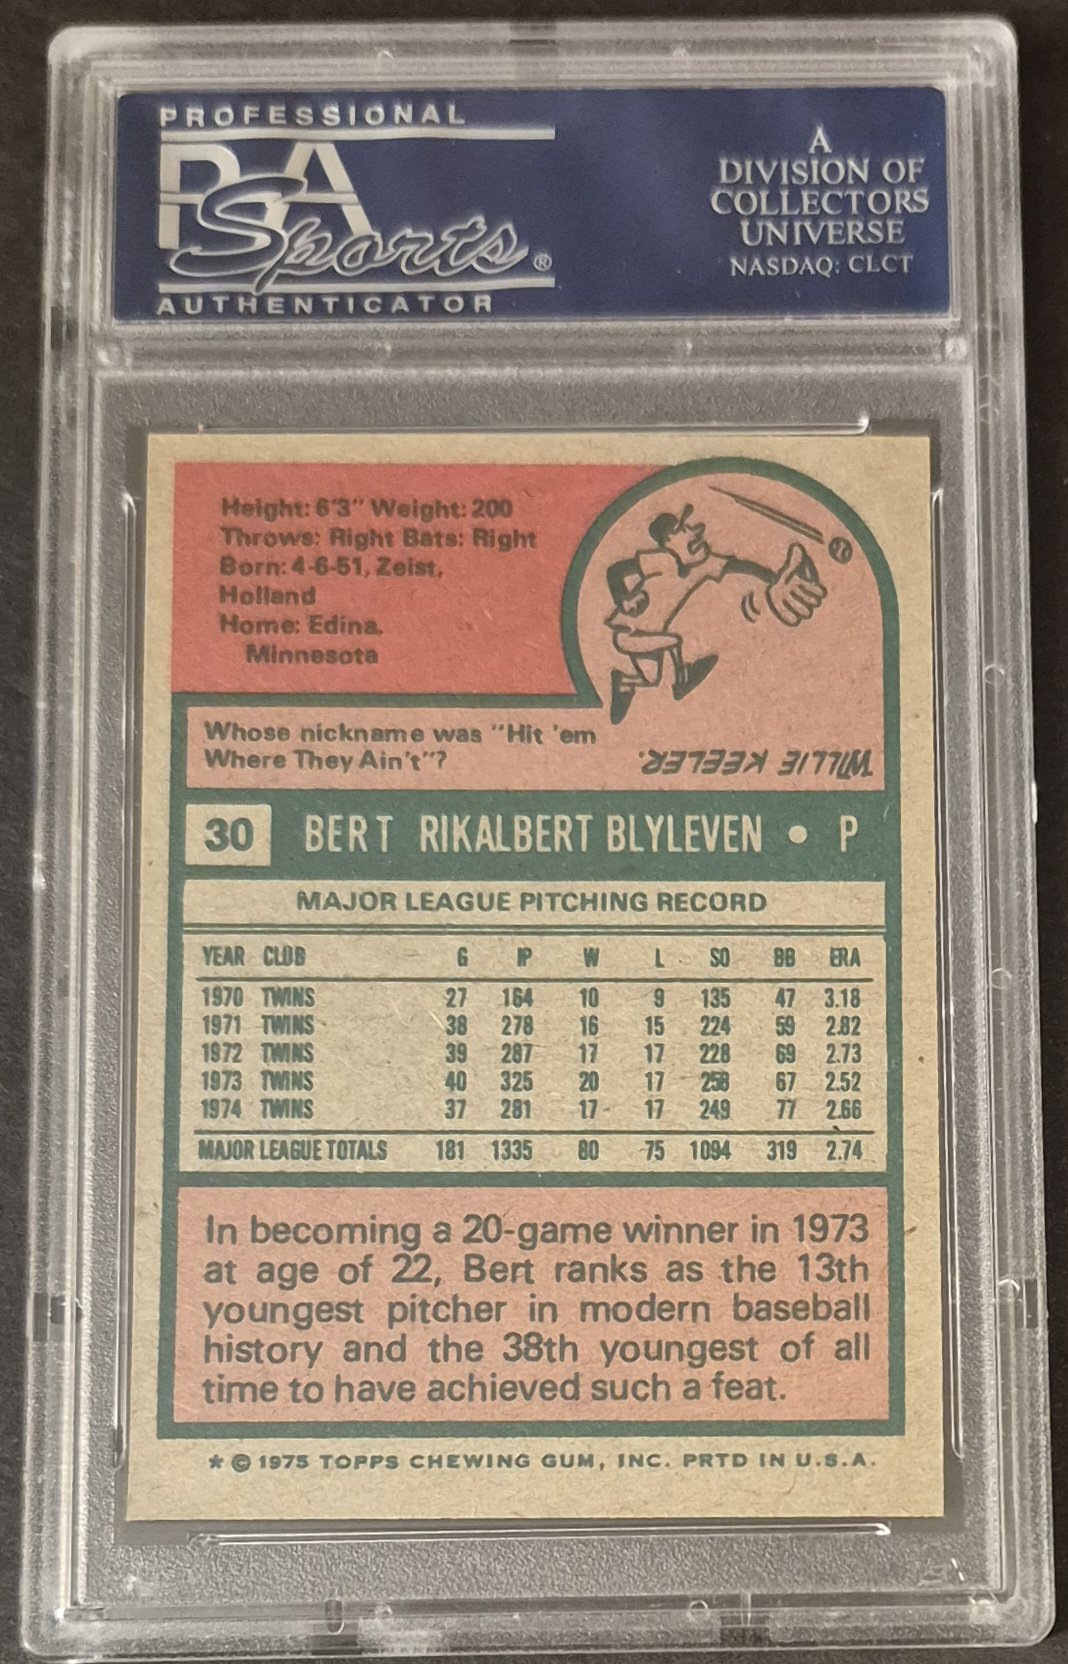 PROFESSIONAL
PSA
Sports®
AUTHENTICATOR
A
DIVISION OF
COLLECTORS
UNIVERSE
NASDAQ: CLCT
Height: 6'3" Weight: 200
Throws: Right Bats: Right
Born: 4-6-51, Zeist,
Holland
Home: Edina,
Minnesota
Whose nickname was "Hit 'em
Where They Ain't"?
WILLIE KEELER.
30 BERT RIKALBERT BLYLEVEN • P
MAJOR LEAGUE PITCHING RECORD
YEAR CLUB G IP W L SO BB ERA
1970 TWINS 27 164 10 9 135 47 3.18
1971 TWINS 38 278 16 15 224 59 2.82
1972 TWINS 39 287 17 17 228 69 2.73
1973 TWINS 40 325 20 17 258 67 2.52
1974 TWINS 37 281 17 17 249 77 2.66
MAJOR LEAGUE TOTALS 181 1335 80 75 1094 319 2.74
In becoming a 20-game winner in 1973
at age of 22, Bert ranks as the 13th
youngest pitcher in modern baseball
history and the 38th youngest of all
time to have achieved such a feat.
* © 1975 TOPPS CHEWING GUM, INC. PRTD IN U.S.A.